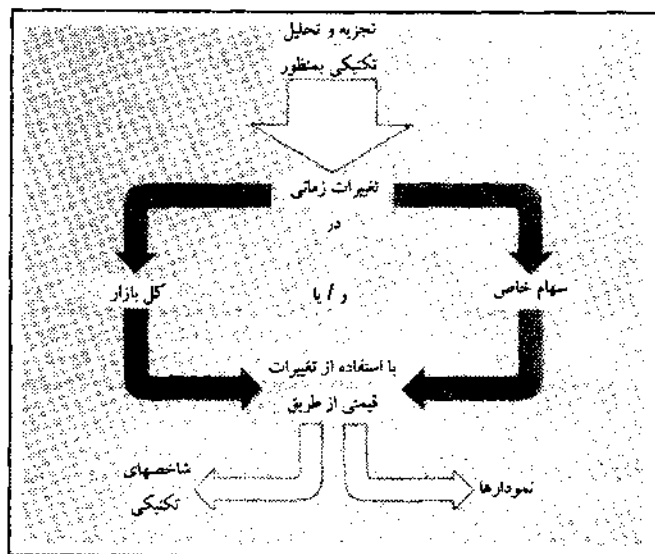 تجزیه و تحلیل
تکنیکی بمنظور
تغییرات زمانی
در
سهام خاص
و / یا
کل بازار
با استفاده از تغییرات
قیمتی از طریق
نمودارها
شاخصهای
تکنیکی